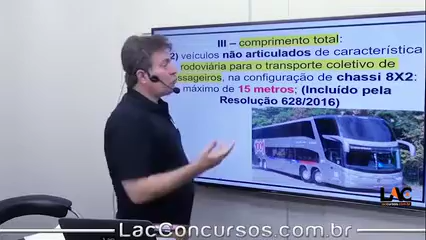 III – comprimento total:
2) veículos não articulados de característica
rodoviária para o transporte coletivo de
ssageiros, na configuração de chassi 8X2:
máximo de 15 metros; (Incluído pela
Resolução 628/2016)
LAC
LacConcursos.com.br